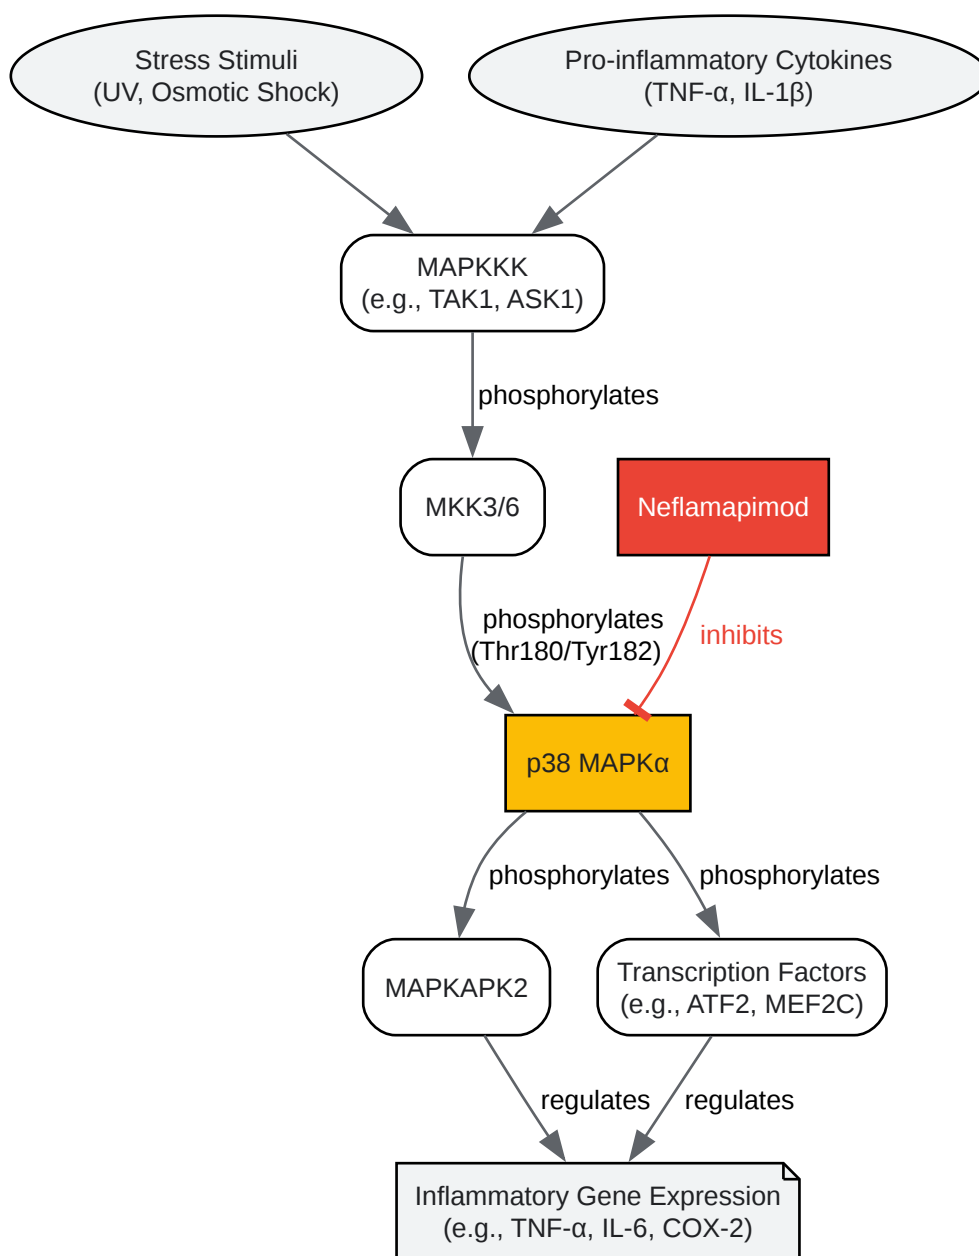 Stress Stimuli
(UV, Osmotic Shock)
Pro-inflammatory Cytokines
(TNF-α, IL-1β)
MAPKKK
(e.g., TAK1, ASK1)
phosphorylates
MKK3/6
Neflamapimod
phosphorylates
(Thr180/Tyr182)
inhibits
p38 MAPKα
phosphorylates
phosphorylates
MAPKAPK2
Transcription Factors
(e.g., ATF2, MEF2C)
regulates
regulates
Inflammatory Gene Expression
(e.g., TNF-α, IL-6, COX-2)